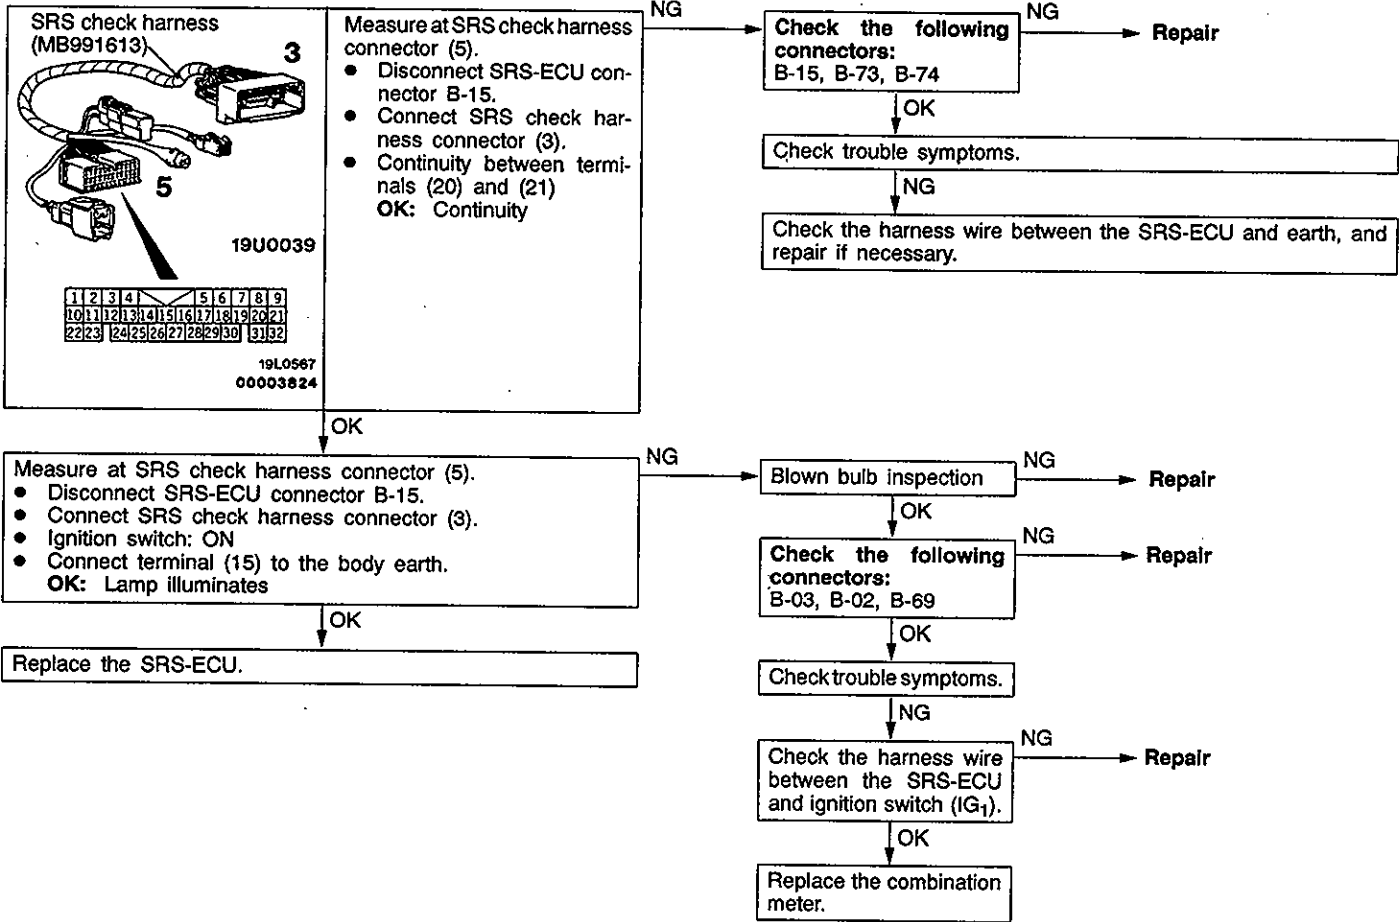 SRS check harness
(MB991613)
3
5
19U0039
1 2 3 4 5 6 7 8 9
10 11 12 13 14 15 16 17 18 19 20 21
22 23 24 25 26 27 28 29 30 31 32
19L0567
00003824
Measure at SRS check harness
connector (5).
● Disconnect SRS-ECU con-
nector B-15.
● Connect SRS check har-
ness connector (3).
● Continuity between termi-
nals (20) and (21)
OK: Continuity
NG
Check the following
connectors:
B-15, B-73, B-74
NG
Repair
OK
Check trouble symptoms.
NG
Check the harness wire between the SRS-ECU and earth, and
repair if necessary.
OK
Measure at SRS check harness connector (5).
● Disconnect SRS-ECU connector B-15.
● Connect SRS check harness connector (3).
● Ignition switch: ON
● Connect terminal (15) to the body earth.
OK: Lamp illuminates
OK
Replace the SRS-ECU.
NG
Blown bulb inspection
NG
Repair
OK
Check the following
connectors:
B-03, B-02, B-69
NG
Repair
OK
Check trouble symptoms.
NG
Check the harness wire
between the SRS-ECU
and ignition switch (IG1).
NG
Repair
OK
Replace the combination
meter.